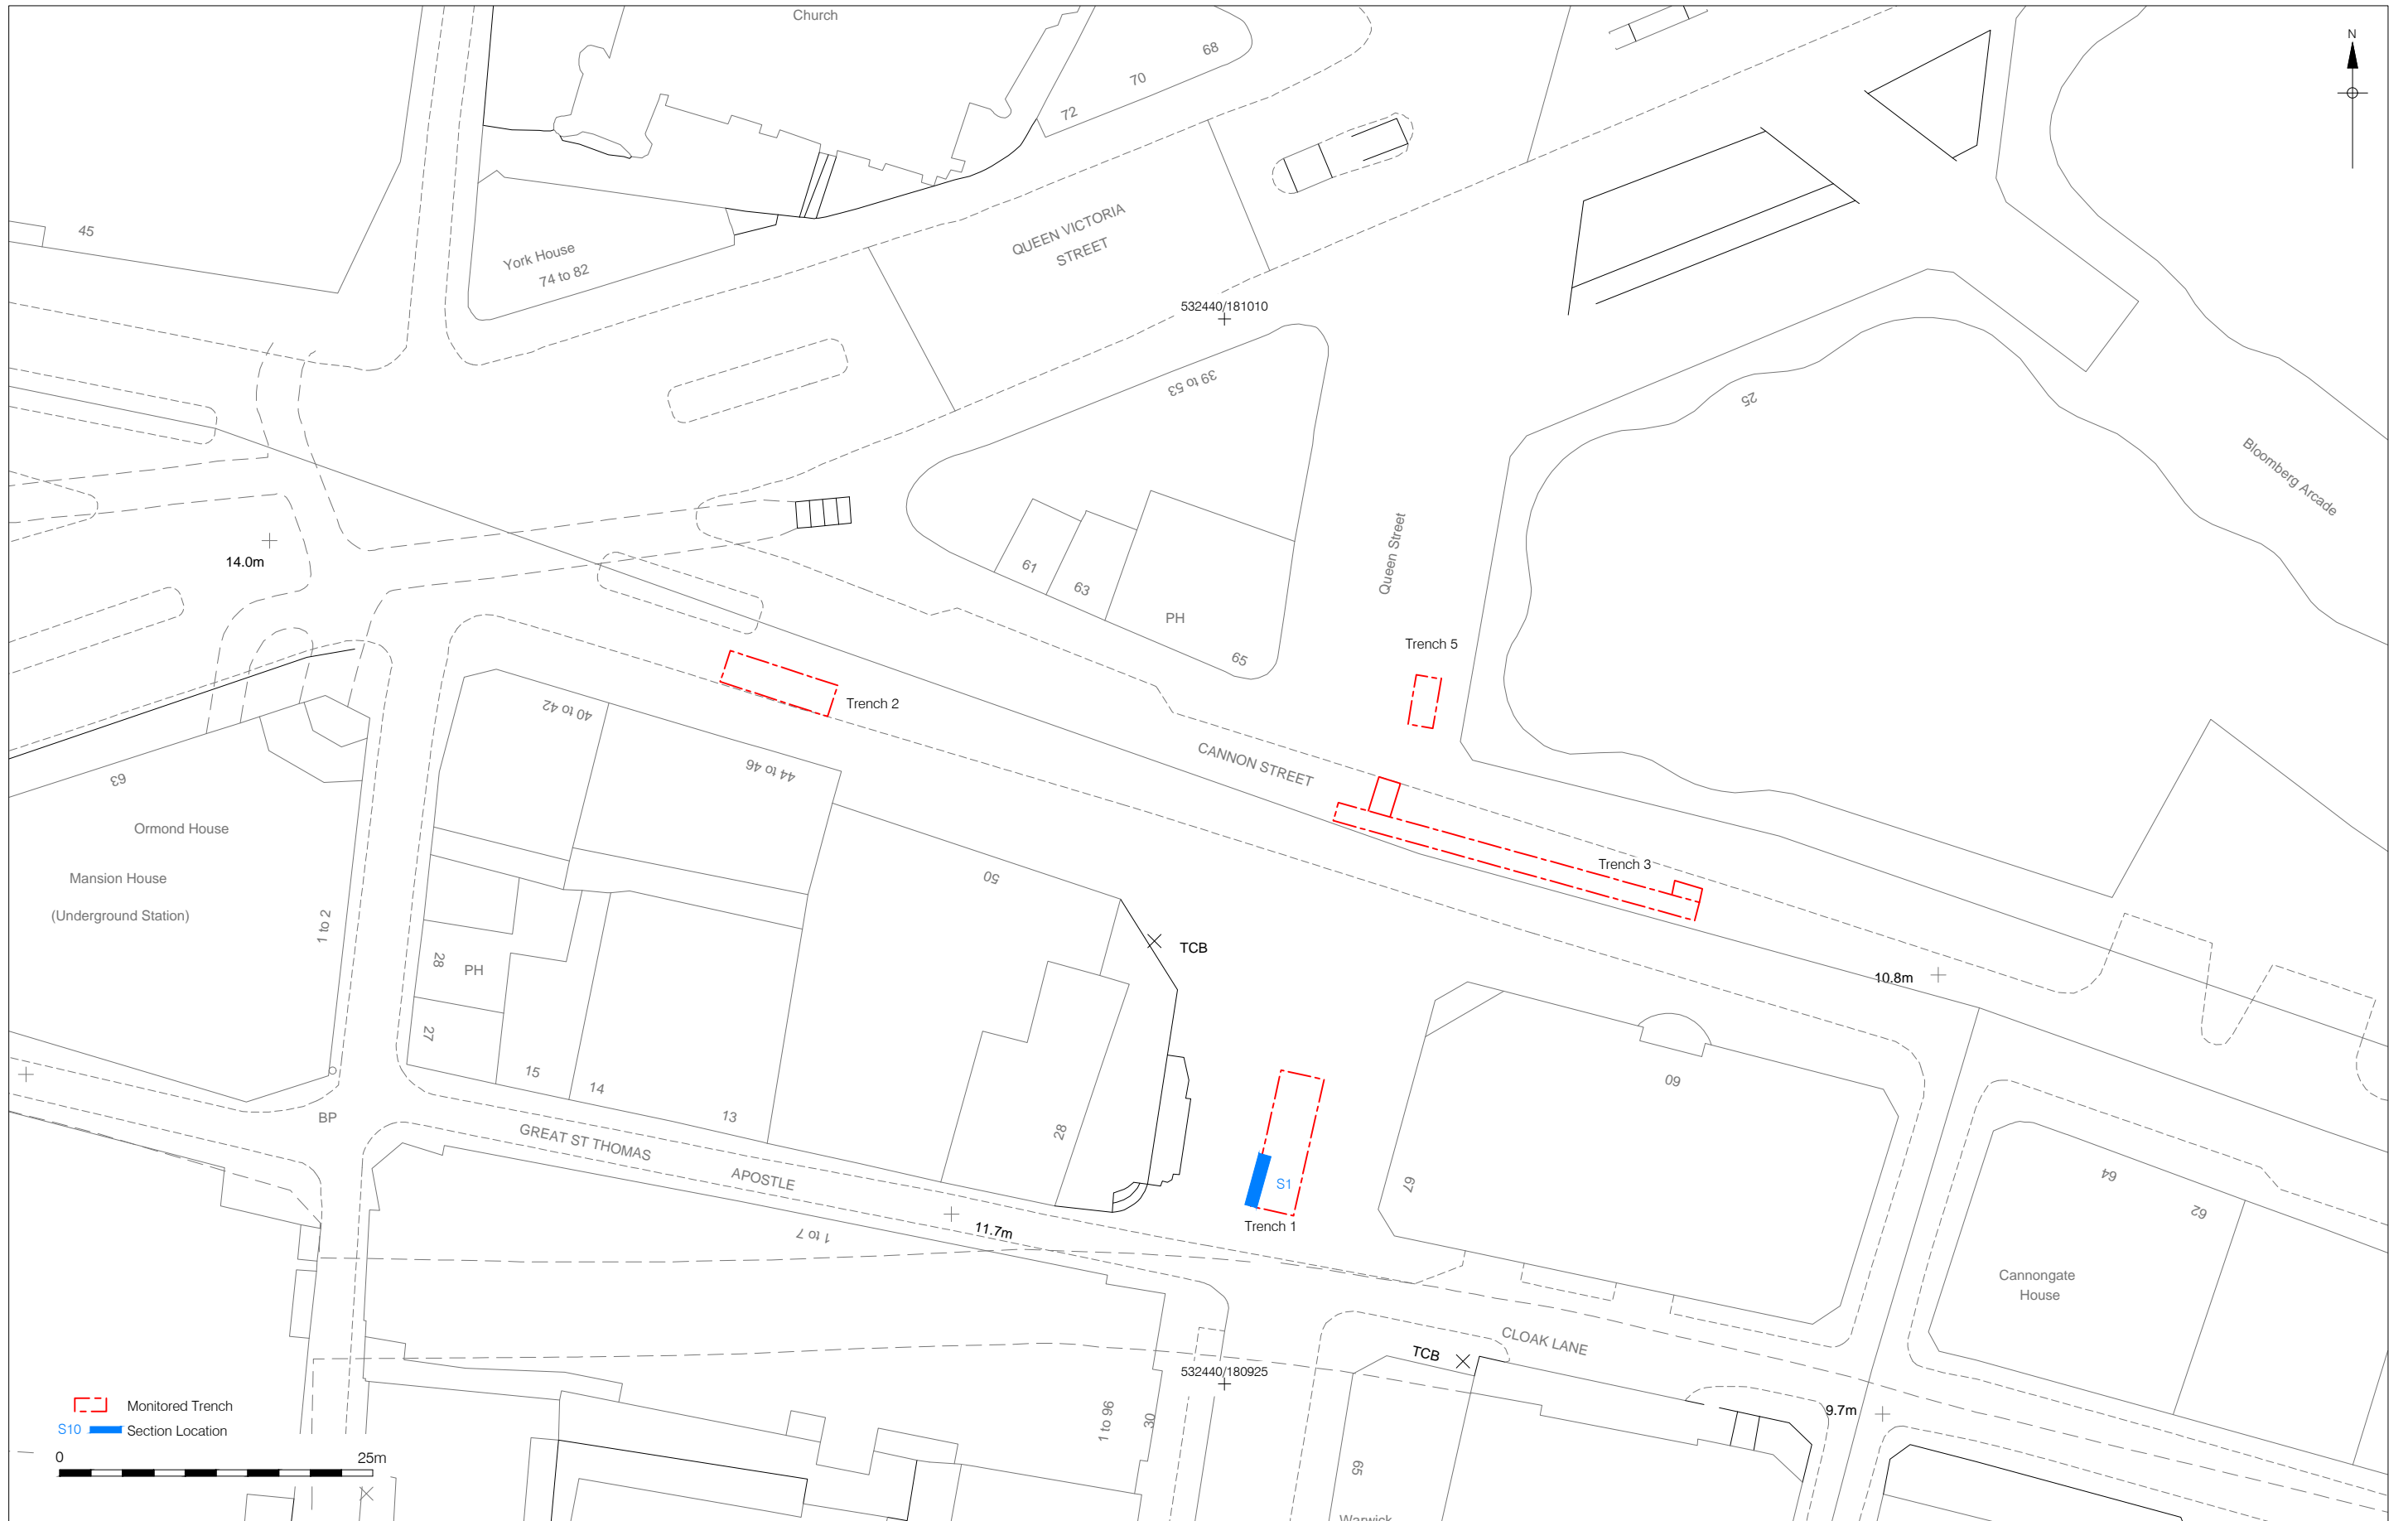 Church
68
70
72
N
45
York House
74 to 82
QUEEN VICTORIA
STREET
532440/181010
39 to 53
25
Bloomberg Arcade
Queen Street
14.0m
61
63
PH
65
Trench 5
Trench 2
40 to 42
44 to 46
CANNON STREET
63
Ormond House
Mansion House
(Underground Station)
1 to 2
Trench 3
50
TCB
28
PH
27
10.8m
15
14
13
60
BP
GREAT ST THOMAS
APOSTLE
28
S1
67
64
62
Trench 1
1 to 7
11.7m
Cannongate
House
CLOAK LANE
TCB
532440/180925
9.7m
1 to 96
30
65
Warwick
Monitored Trench
S10
Section Location
0
25m